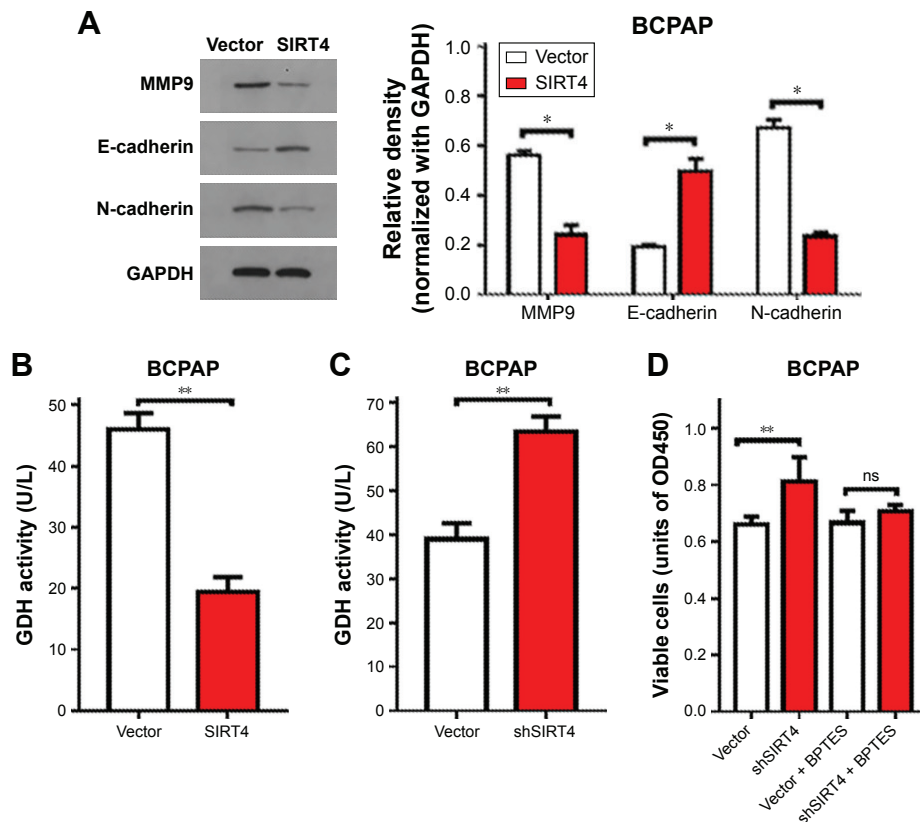 A
Vector SIRT4
MMP9
E-cadherin
N-cadherin
GAPDH
BCPAP
Relative density
(normalized with GAPDH)
1.0
0.8
0.6
0.4
0.2
0.0
Vector
SIRT4
*
*
*
MMP9 E-cadherin N-cadherin
B
BCPAP
**
GDH activity (U/L)
50
40
30
20
10
0
Vector SIRT4
C
BCPAP
**
GDH activity (U/L)
70
60
50
40
30
20
10
0
Vector shSIRT4
D
BCPAP
Viable cells (units of OD450)
1.0
0.8
0.6
0.4
0.2
0.0
**
ns
Vector
shSIRT4
Vector + BPTES
shSIRT4 + BPTES